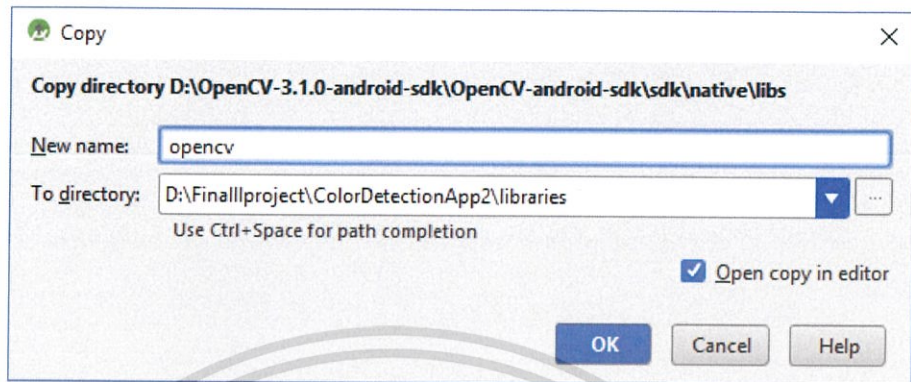 Copy
Copy directory D:\OpenCV-3.1.0-android-sdk\OpenCV-android-sdk\sdk\native\libs
New name: opencv
To directory: D:\FinalllProject\ColorDetectionApp2\libraries
Use Ctrl+Space for path completion
Open copy in editor
OK Cancel Help